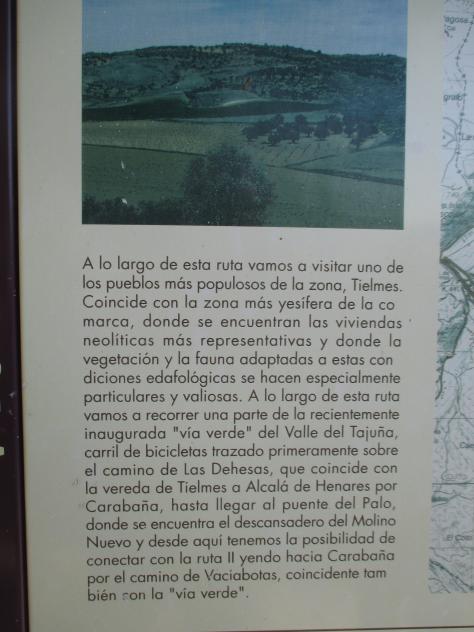 A lo largo de esta ruta vamos a visitar uno de
los pueblos más populosos de la zona, Tielmes.
Coincide con la zona más yesífera de la co
marca, donde se encuentran las viviendas
neolíticas más representativas y donde la
vegetación y la fauna adaptadas a estas con
diciones edafológicas se hacen especialmente
particulares y valiosas. A lo largo de esta ruta
vamos a recorrer una parte de la recientemente
inaugurada "vía verde" del Valle del Tajuña,
carril de bicicletas trazado primeramente sobre
el camino de Las Dehesas, que coincide con
la vereda de Tielmes a Alcalá de Henares por
Carabaña, hasta llegar al puente del Palo,
donde se encuentra el descansadero del Molino
Nuevo y desde aquí tenemos la posibilidad de
conectar con la ruta II yendo hacia Carabaña
por el camino de Vaciabotas, coincidente tam
bién con la "vía verde".